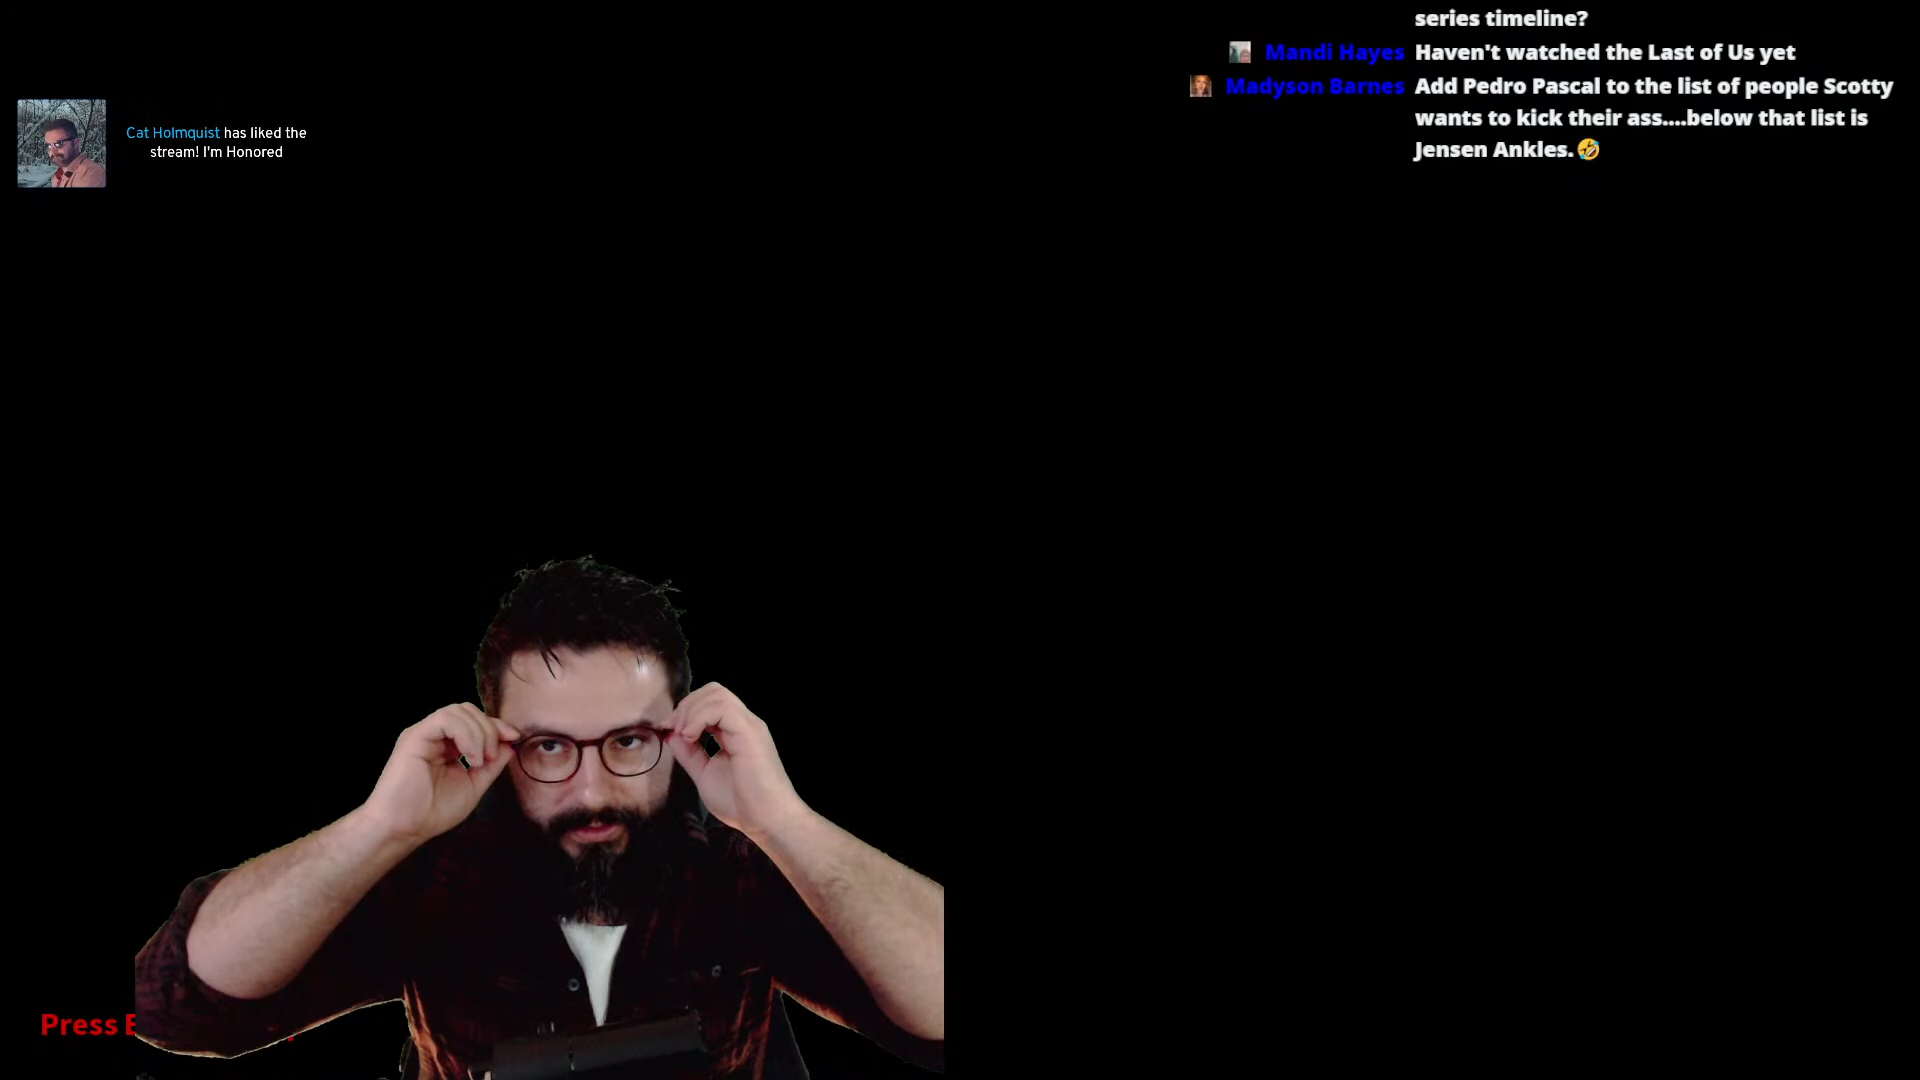 series timeline?
Mandi Hayes Haven't watched the Last of Us yet
Madyson Barnes Add Pedro Pascal to the list of people Scotty
wants to kick their ass....below that list is
Jensen Ankles.🤣
Cat Holmquist has liked the
stream! I'm Honored
Press